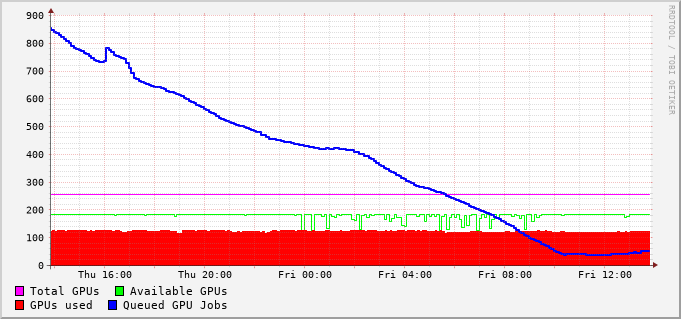 900
800
700
600
500
400
300
200
100
0
Thu 16:00 Thu 20:00 Fri 00:00 Fri 04:00 Fri 08:00 Fri 12:00
Total GPUs Available GPUs
GPUs used Queued GPU Jobs
RRDTOOL / TOBI OETIKER